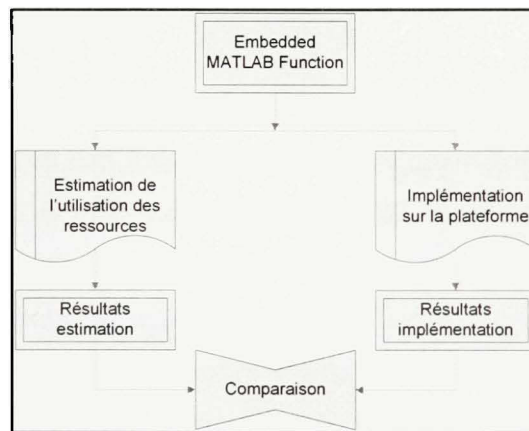 Embedded
MATLAB Function
Estimation de
l'utilisation des
ressources
Implémentation
sur la plateforme
Résultats
estimation
Résultats
implémentation
Comparaison